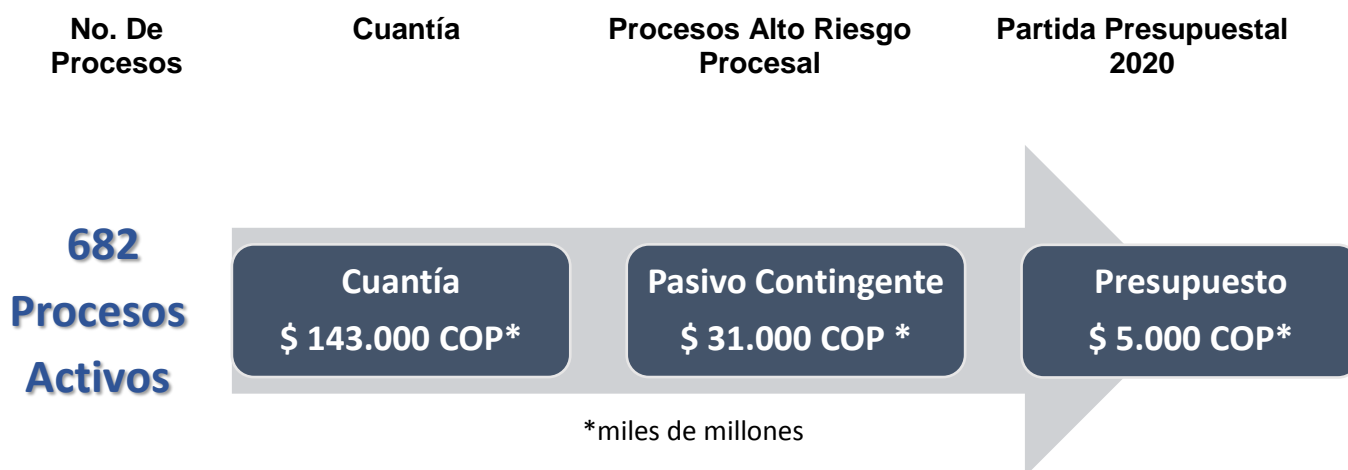 No. De
Procesos
Cuantía
Procesos Alto Riesgo
Procesal
Partida Presupuestal
2020
682
Procesos
Activos
Cuantía
$ 143.000 COP*
Pasivo Contingente
$ 31.000 COP *
Presupuesto
$ 5.000 COP*
*miles de millones